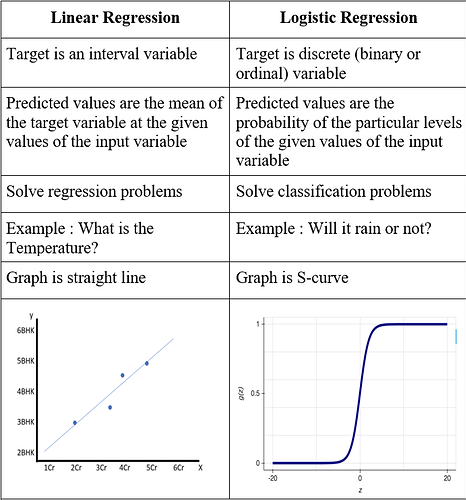 Linear Regression
Logistic Regression
Target is an interval variable
Target is discrete (binary or
ordinal) variable
Predicted values are the mean of
the target variable at the given
values of the input variable
Predicted values are the
probability of the particular levels
of the given values of the input
variable
Solve regression problems
Solve classification problems
Example : What is the
Temperature?
Example : Will it rain or not?
Graph is straight line
Graph is S-curve
y
6BHK
5BHK
4BHK
3BHK
2BHK
1Cr 2Cr 3Cr 4Cr 5Cr 6Cr X
1
0.5
0
g(z)
-20 0 20
z